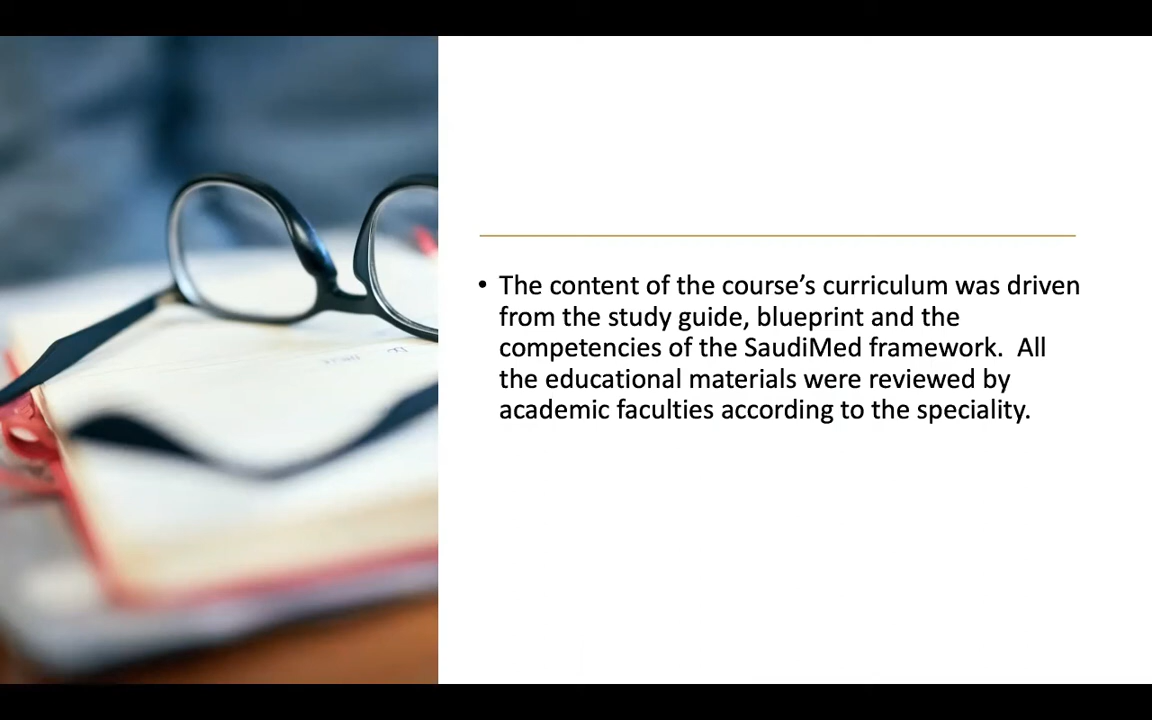 • The content of the course’s curriculum was driven
from the study guide, blueprint and the
competencies of the SaudiMed framework.  All
the educational materials were reviewed by
academic faculties according to the speciality.